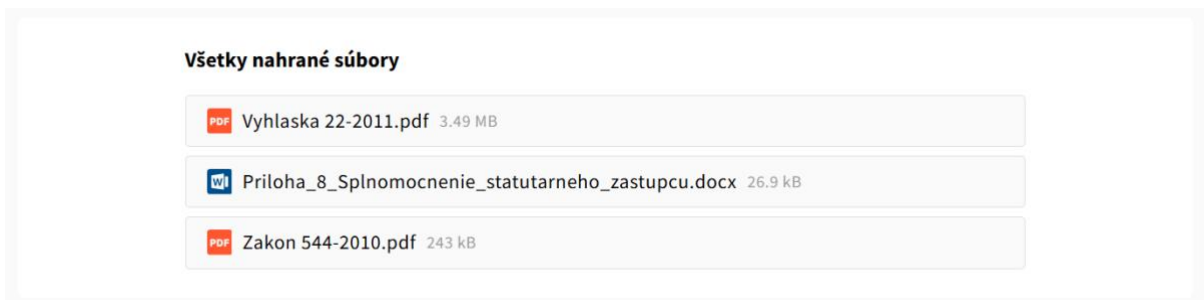 Všetky nahrané súbory
PDF Vyhlaska 22-2011.pdf 3.49 MB
W Priloha_8_Splnomocnenie_statutarneho_zastupcu.docx 26.9 kB
PDF Zakon 544-2010.pdf 243 kB